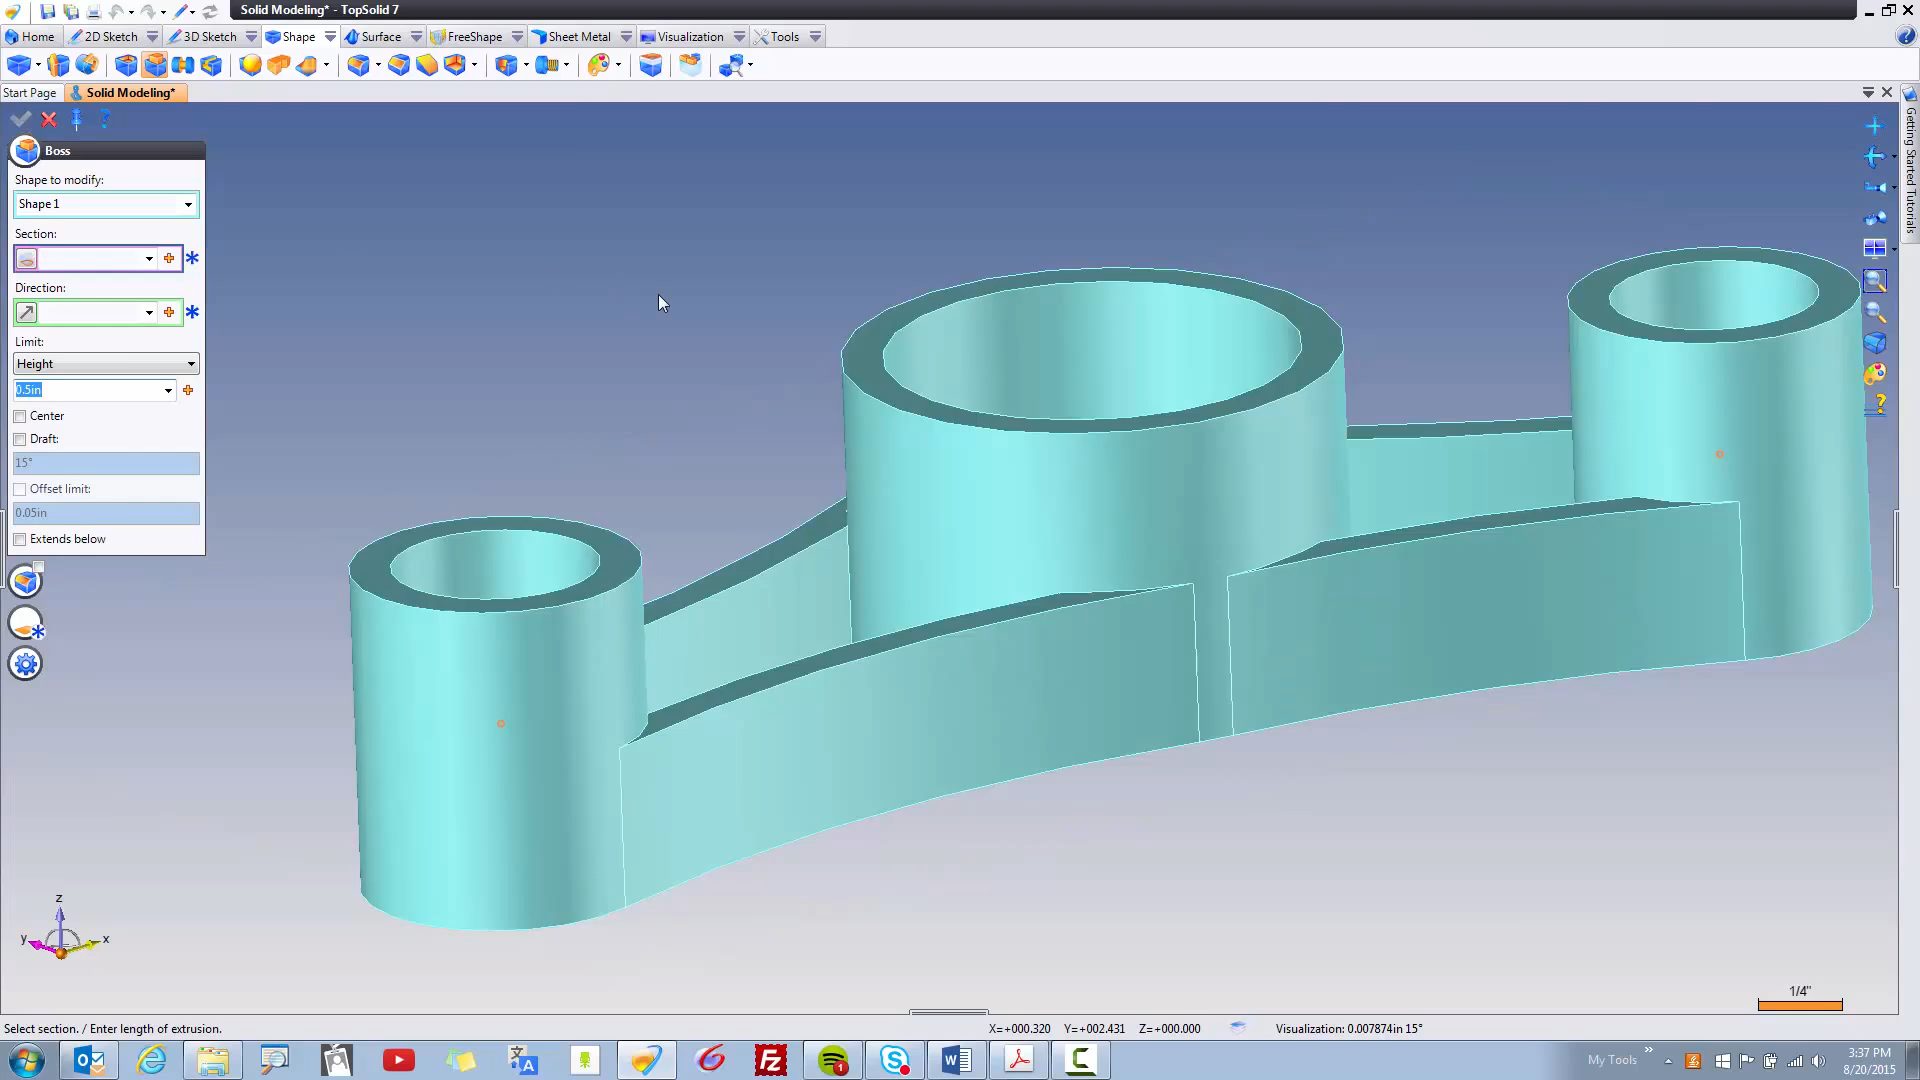 Solid Modeling* - TopSolid 7
Home
2D Sketch
3D Sketch
Shape
Surface
FreeShape
Sheet Metal
Visualization
Tools
Start Page
Solid Modeling*
Getting Started Tutorials
Boss
Shape to modify:
Shape 1
Section:
Direction:
Limit:
Height
0.5in
Center
Draft:
15°
Offset limit:
0.05in
Extends below
z
y
x
1/4"
Select section. / Enter length of extrusion.
X=+000.320
Y=+002.431
Z=+000.000
Visualization: 0.007874in 15°
My Tools
3:37 PM
8/20/2015